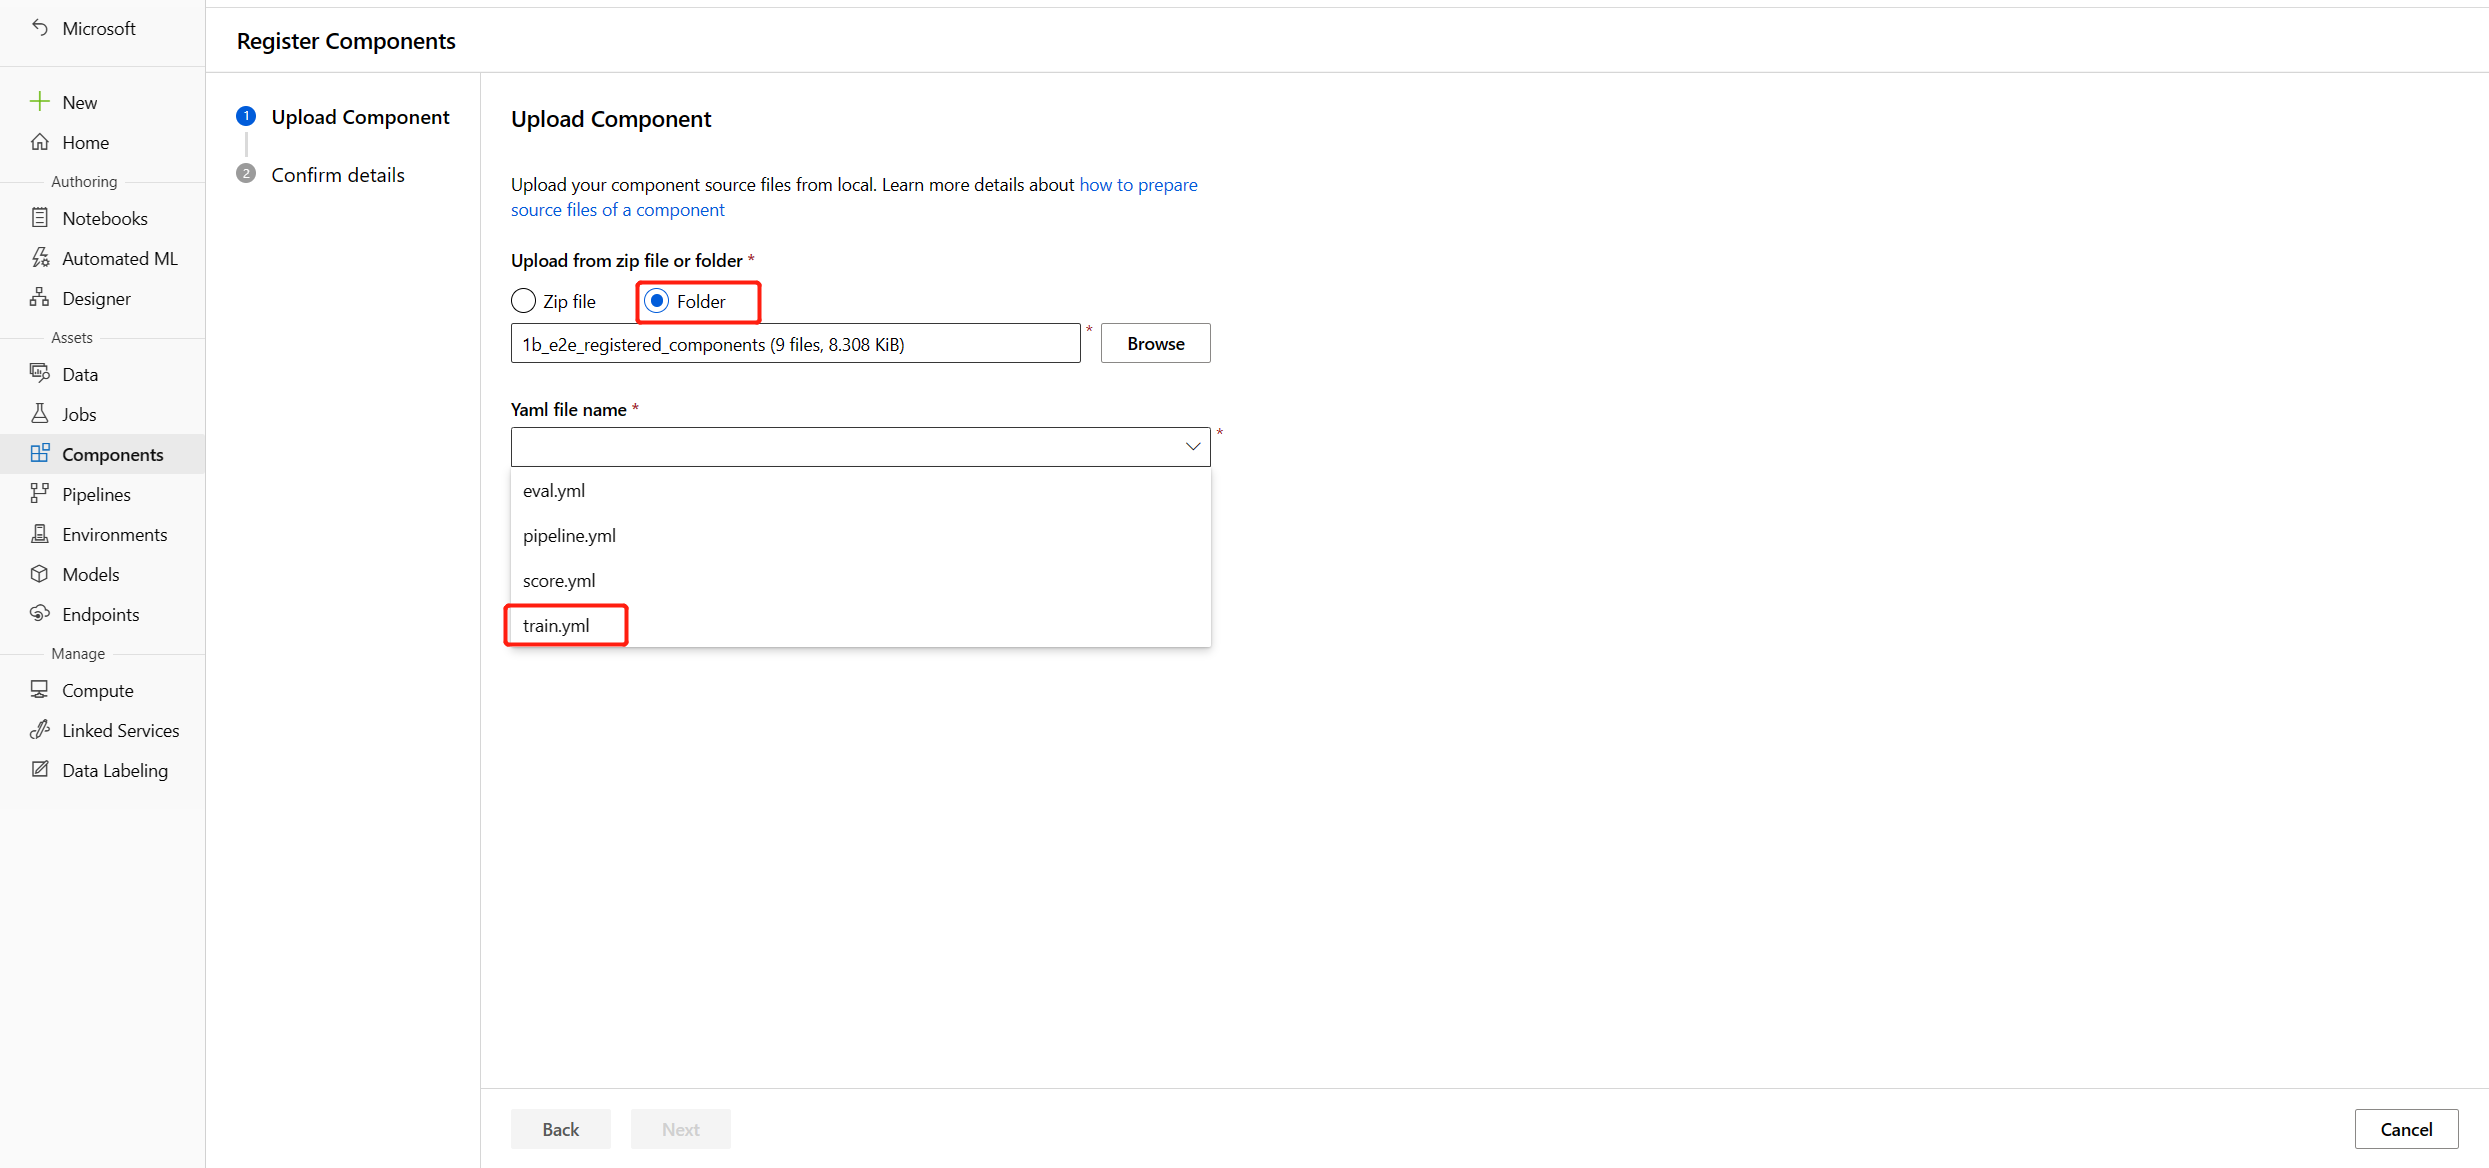 Microsoft
New
Home
Authoring
Notebooks
Automated ML
Designer
Assets
Data
Jobs
Components
Pipelines
Environments
Models
Endpoints
Manage
Compute
Linked Services
Data Labeling
Register Components
1 Upload Component
2 Confirm details
Upload Component
Upload your component source files from local. Learn more details about how to prepare
source files of a component
Upload from zip file or folder *
Zip file Folder
1b_e2e_registered_components (9 files, 8.308 KiB) * Browse
Yaml file name *
*
eval.yml
pipeline.yml
score.yml
train.yml
Back Next Cancel